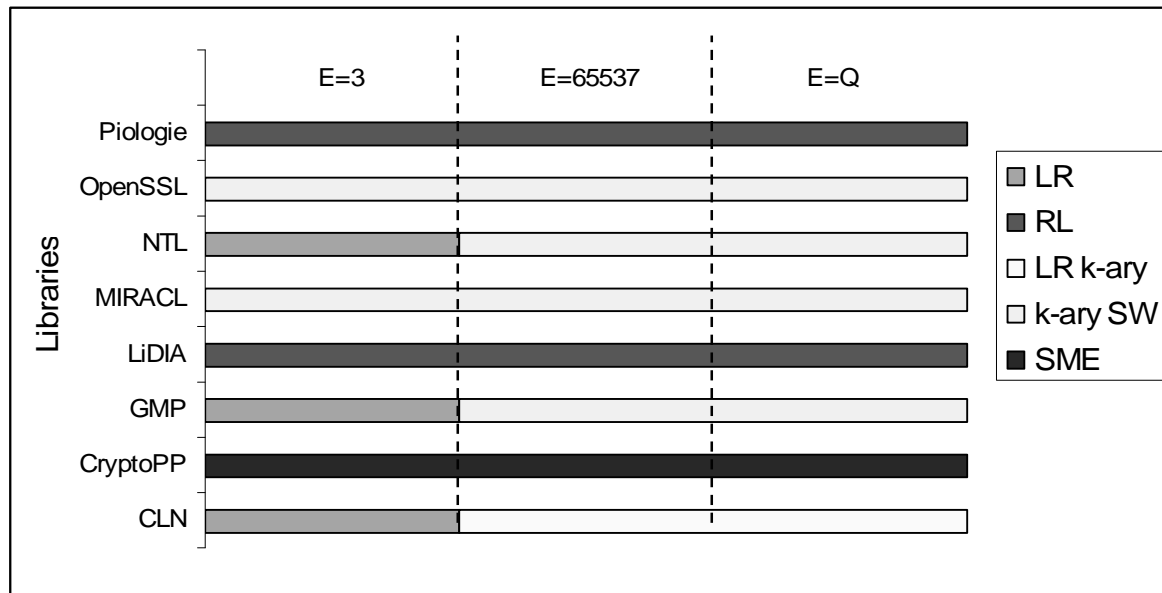 E=3 E=65537 E=Q
Piologie
OpenSSL
NTL
MIRACL
LiDIA
GMP
CryptoPP
CLN
Libraries
LR
RL
LR k-ary
k-ary SW
SME